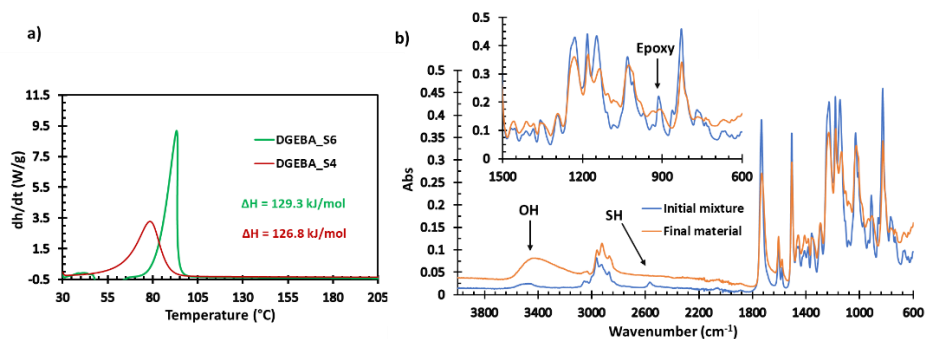 a)
dh/dt (W/g)
11.5
9.5
7.5
5.5
3.5
1.5
-0.5
DGEBA_S6
DGEBA_S4
ΔH = 129.3 kJ/mol
ΔH = 126.8 kJ/mol
30 55 80 105 130 155 180 205
Temperature (°C)
b)
0.5
0.4
0.3
0.2
0.1
0
Epoxy
1500 1200 900 600
Abs
0.5
0.45
0.4
0.35
0.3
0.25
0.2
0.15
0.1
0.05
0
OH
SH
Initial mixture
Final material
4000 3400 3000 2400 2000 1400 1000 600
Wavenumber (cm⁻¹)